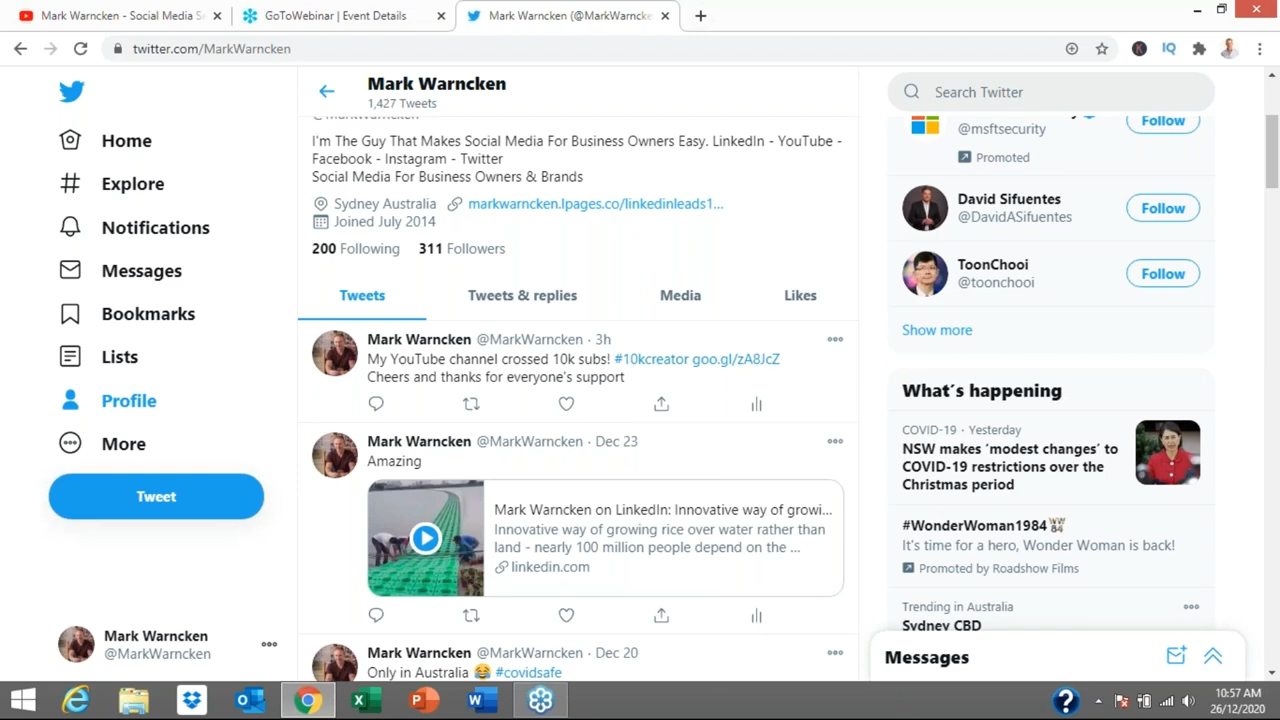 Mark Warncken - Social Media S
GoToWebinar | Event Details
Mark Warncken (@MarkWarncke
twitter.com/MarkWarncken
IQ
Mark Warncken
1,427 Tweets
@MarkWarncken
I'm The Guy That Makes Social Media For Business Owners Easy. LinkedIn - YouTube -
Facebook - Instagram - Twitter
Social Media For Business Owners & Brands
Sydney Australia markwarncken.lpages.co/linkedinleads1...
Joined July 2014
200 Following 311 Followers
Tweets Tweets & replies Media Likes
Mark Warncken @MarkWarncken · 3h
My YouTube channel crossed 10k subs! #10kcreator goo.gl/zA8JcZ
Cheers and thanks for everyone's support
Mark Warncken @MarkWarncken · Dec 23
Amazing
Mark Warncken on LinkedIn: Innovative way of growi...
Innovative way of growing rice over water rather than
land - nearly 100 million people depend on the ...
linkedin.com
Mark Warncken @MarkWarncken · Dec 20
Only in Australia 😂 #covidsafe
Home
Explore
Notifications
Messages
Bookmarks
Lists
Profile
More
Tweet
Mark Warncken
@MarkWarncken
Search Twitter
@msftsecurity
Follow
Promoted
David Sifuentes
@DavidASifuentes
Follow
ToonChooi
@toonchooi
Follow
Show more
What's happening
COVID-19 · Yesterday
NSW makes 'modest changes' to
COVID-19 restrictions over the
Christmas period
#WonderWoman1984
It's time for a hero, Wonder Woman is back!
Promoted by Roadshow Films
Trending in Australia
Sydney CBD
Messages
10:57 AM
26/12/2020